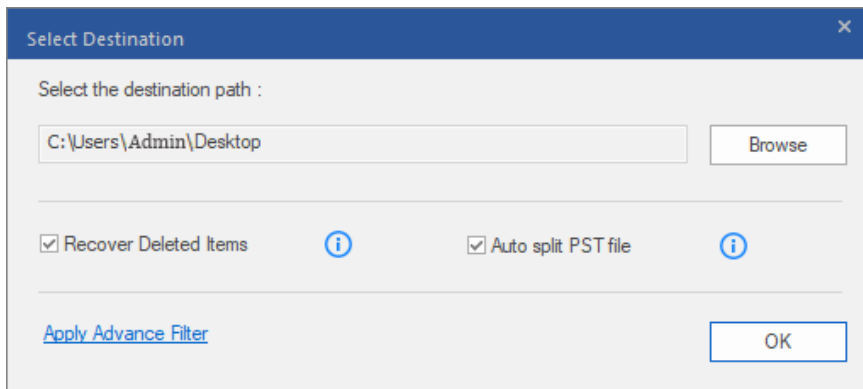 Select Destination
Select the destination path :
C:\Users\Admin\Desktop
Browse
Recover Deleted Items
Auto split PST file
Apply Advance Filter
OK